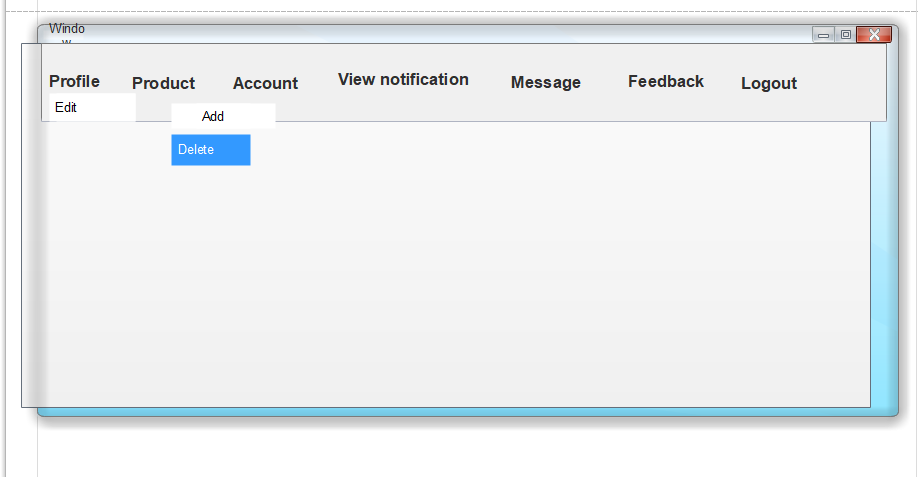 Windo
w
Profile Product Account View notification Message Feedback Logout
Edit
Add
Delete